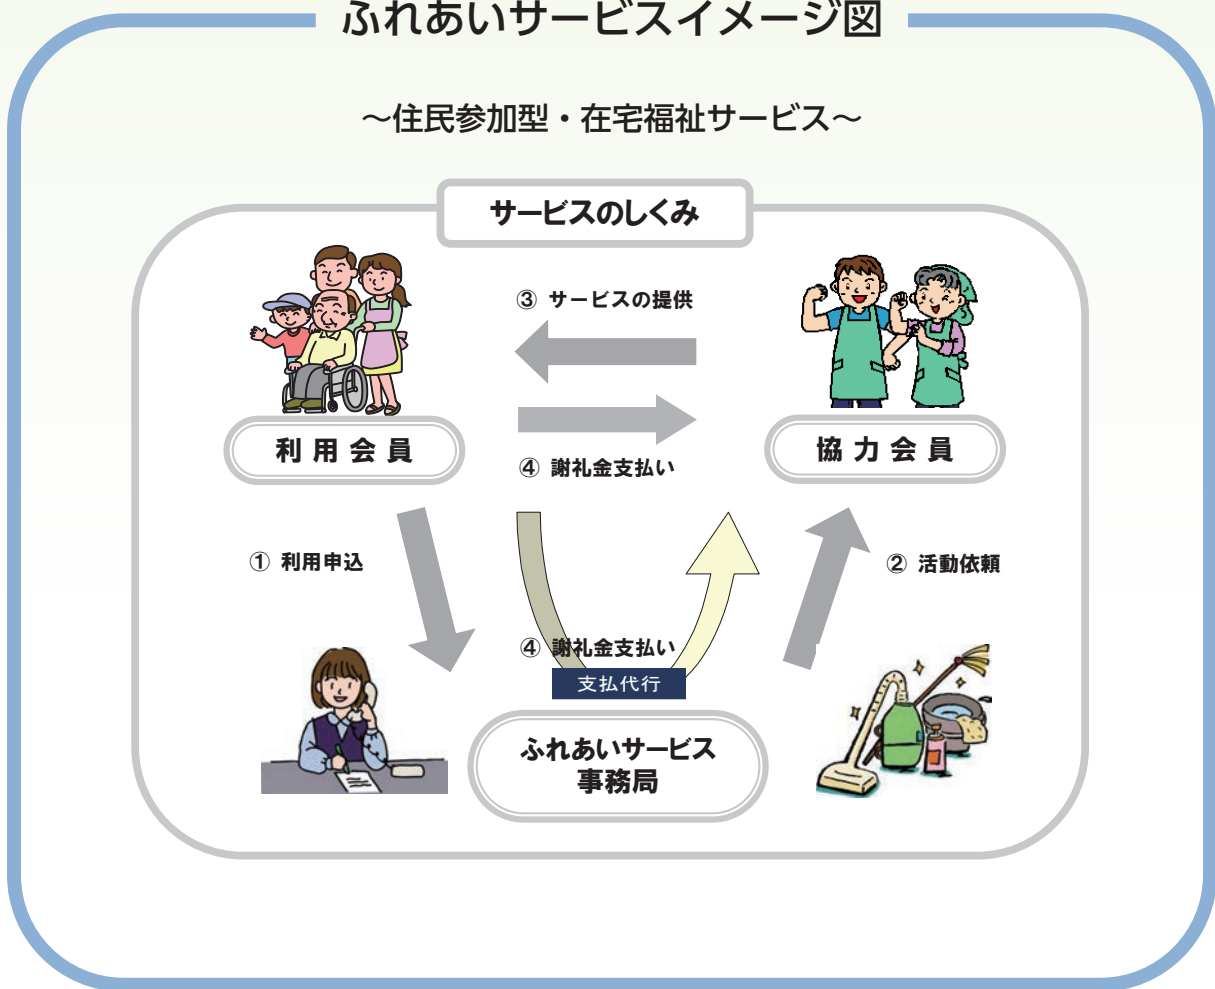 ふれあいサービスイメージ図
～住民参加型・在宅福祉サービス～
サービスのしくみ
③ サービスの提供
利用会員
協力会員
④ 謝礼金支払い
① 利用申込
② 活動依頼
④ 謝礼金支払い
支払代行
ふれあいサービス
事務局